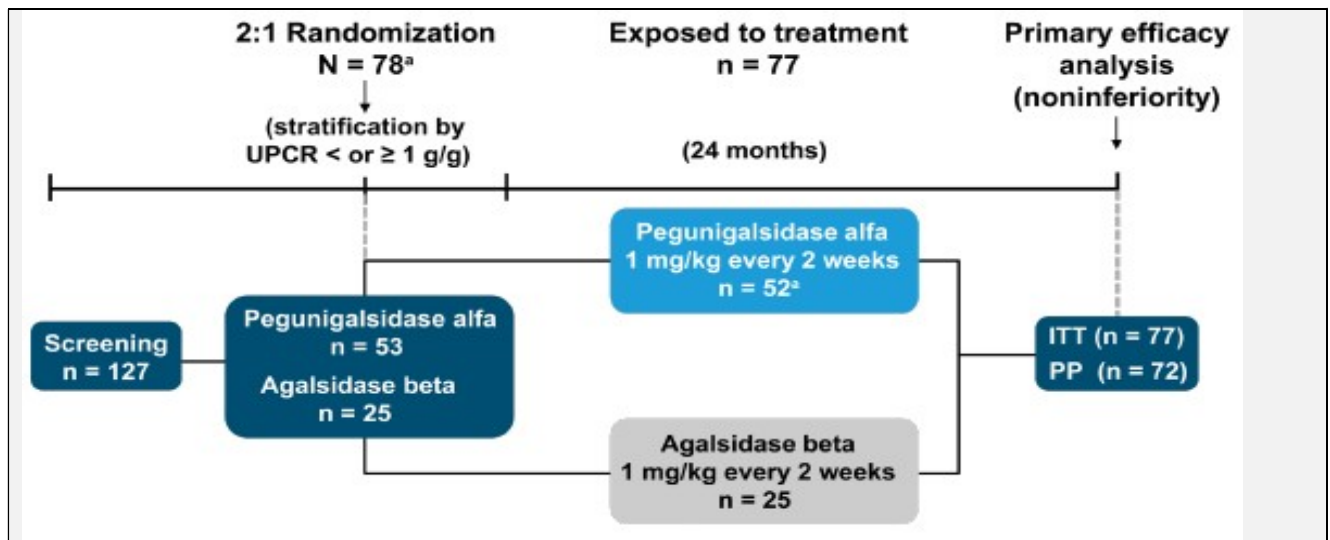 2:1 Randomization
N = 78ᵃ
(stratification by
UPCR < or ≥ 1 g/g)
Exposed to treatment
n = 77
(24 months)
Primary efficacy
analysis
(noninferiority)
Screening
n = 127
Pegunigalsidase alfa
n = 53
Agalsidase beta
n = 25
Pegunigalsidase alfa
1 mg/kg every 2 weeks
n = 52ᵃ
Agalsidase beta
1 mg/kg every 2 weeks
n = 25
ITT (n = 77)
PP (n = 72)